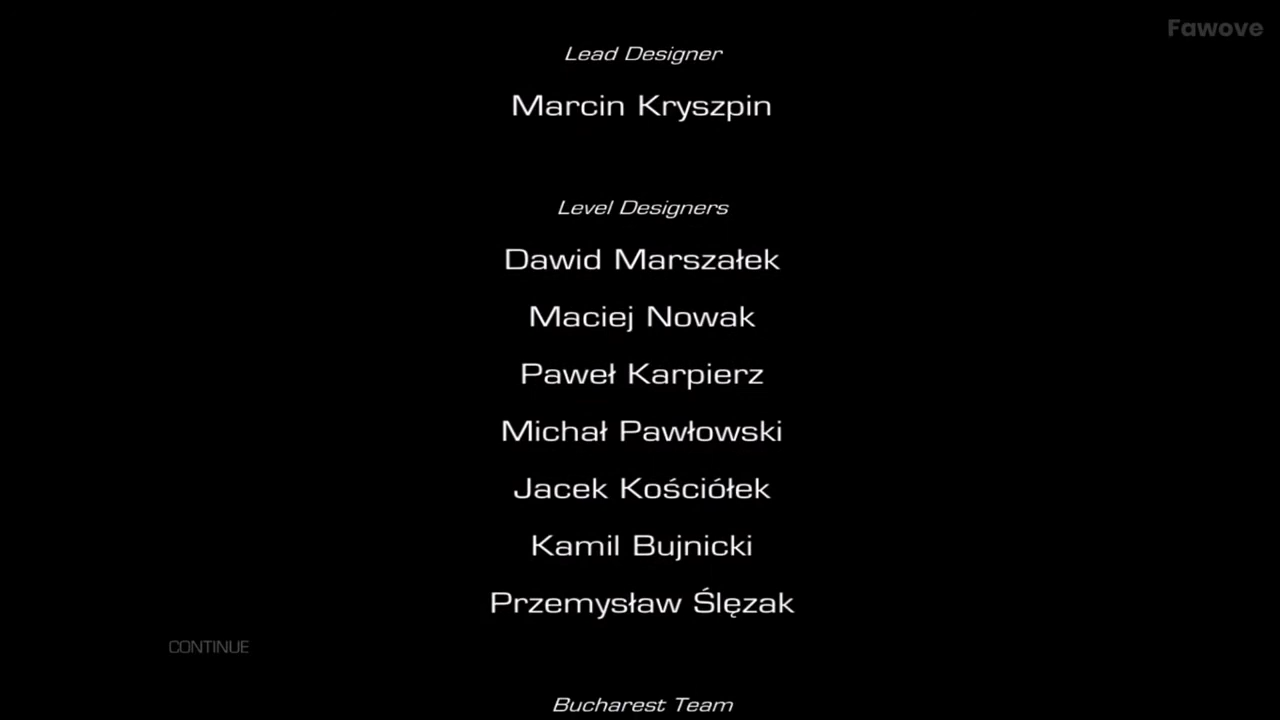 Fawove
Lead Designer
Marcin Kryszpin
Level Designers
Dawid Marszałek
Maciej Nowak
Paweł Karpierz
Michał Pawłowski
Jacek Kościółek
Kamil Bujnicki
Przemysław Ślęzak
CONTINUE
Bucharest Team